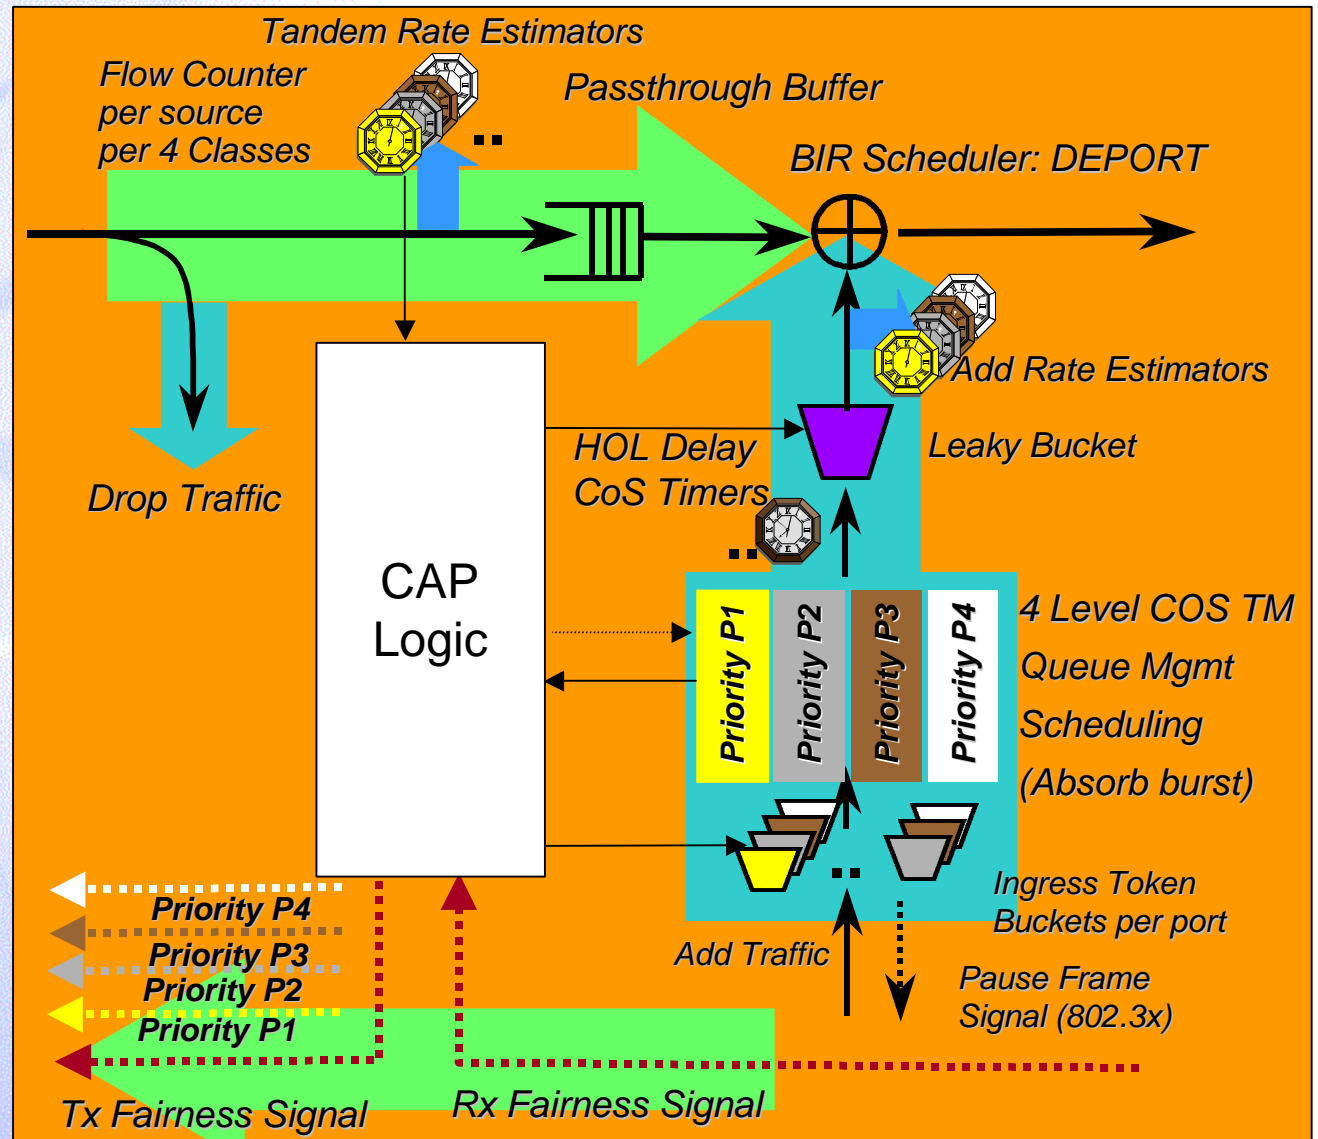 Tandem Rate Estimators
Flow Counter
per source
per 4 Classes
Passthrough Buffer
BIR Scheduler: DEPORT
Add Rate Estimators
HOL Delay
CoS Timers
Leaky Bucket
Drop Traffic
CAP
Logic
Priority P1
Priority P2
Priority P3
Priority P4
4 Level COS TM
Queue Mgmt
Scheduling
(Absorb burst)
Ingress Token
Buckets per port
Add Traffic
Pause Frame
Signal (802.3x)
Priority P4
Priority P3
Priority P2
Priority P1
Tx Fairness Signal
Rx Fairness Signal